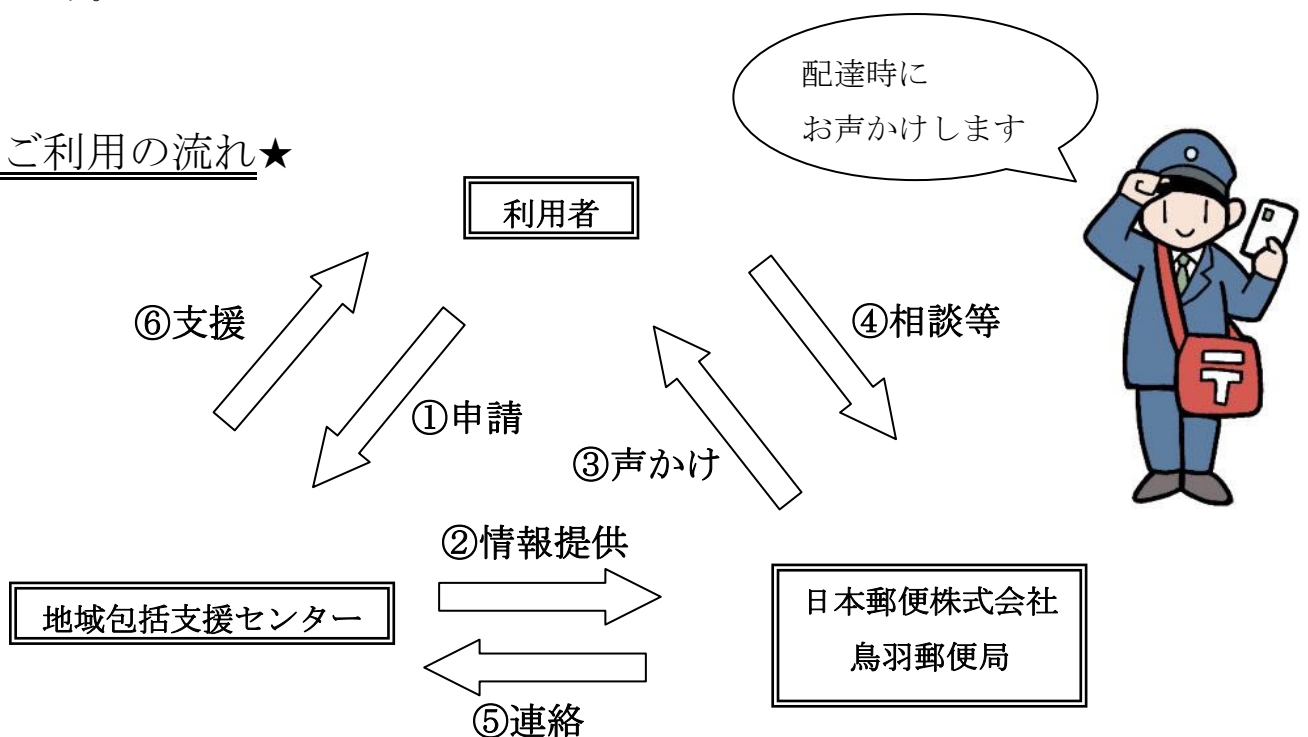 配達時に
お声かけします
ご利用の流れ★
利用者
⑥支援
④相談等
①申請
③声かけ
②情報提供
地域包括支援センター
日本郵便株式会社
鳥羽郵便局
⑤連絡